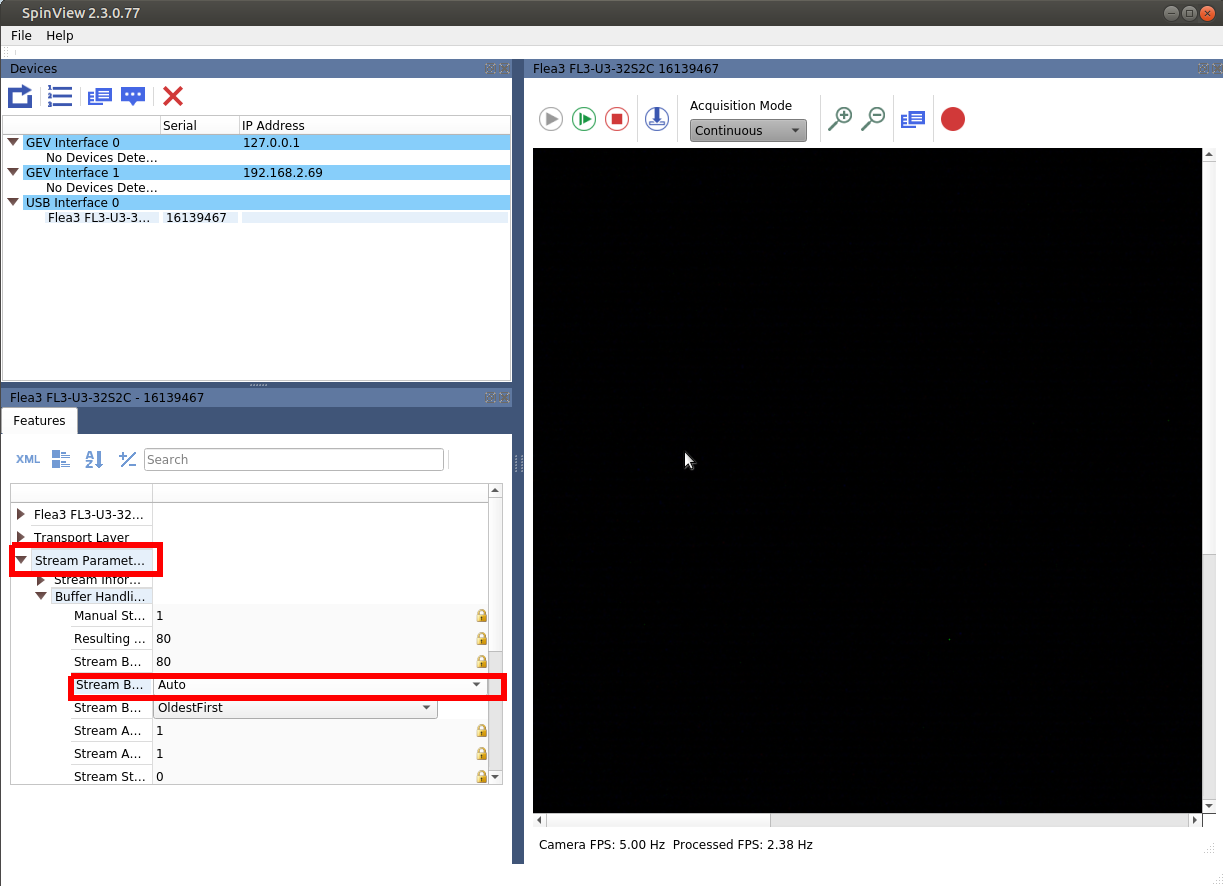 SpinView 2.3.0.77
File Help
Devices
Serial IP Address
GEV Interface 0 127.0.0.1
No Devices Dete...
GEV Interface 1 192.168.2.69
No Devices Dete...
USB Interface 0
Flea3 FL3-U3-3... 16139467
Flea3 FL3-U3-32S2C - 16139467
Features
XML A Z Search
Flea3 FL3-U3-32...
Transport Layer
Stream Paramet...
Stream Infor...
Buffer Handli...
Manual St... 1
Resulting ... 80
Stream B... 80
Stream B... Auto
Stream B... OldestFirst
Stream A... 1
Stream A... 1
Stream St... 0
Flea3 FL3-U3-32S2C 16139467
Acquisition Mode
Continuous
Camera FPS: 5.00 Hz Processed FPS: 2.38 Hz